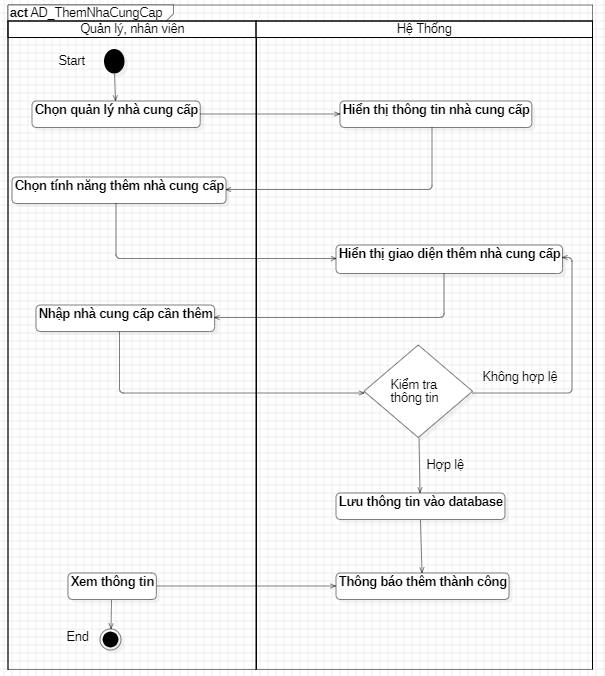 act AD_ThemNhaCungCap
Quản lý, nhân viên
Hệ Thống
Start
Chọn quản lý nhà cung cấp
Hiển thị thông tin nhà cung cấp
Chọn tính năng thêm nhà cung cấp
Hiển thị giao diện thêm nhà cung cấp
Nhập nhà cung cấp cần thêm
Kiểm tra
thông tin
Không hợp lệ
Hợp lệ
Lưu thông tin vào database
Xem thông tin
Thông báo thêm thành công
End